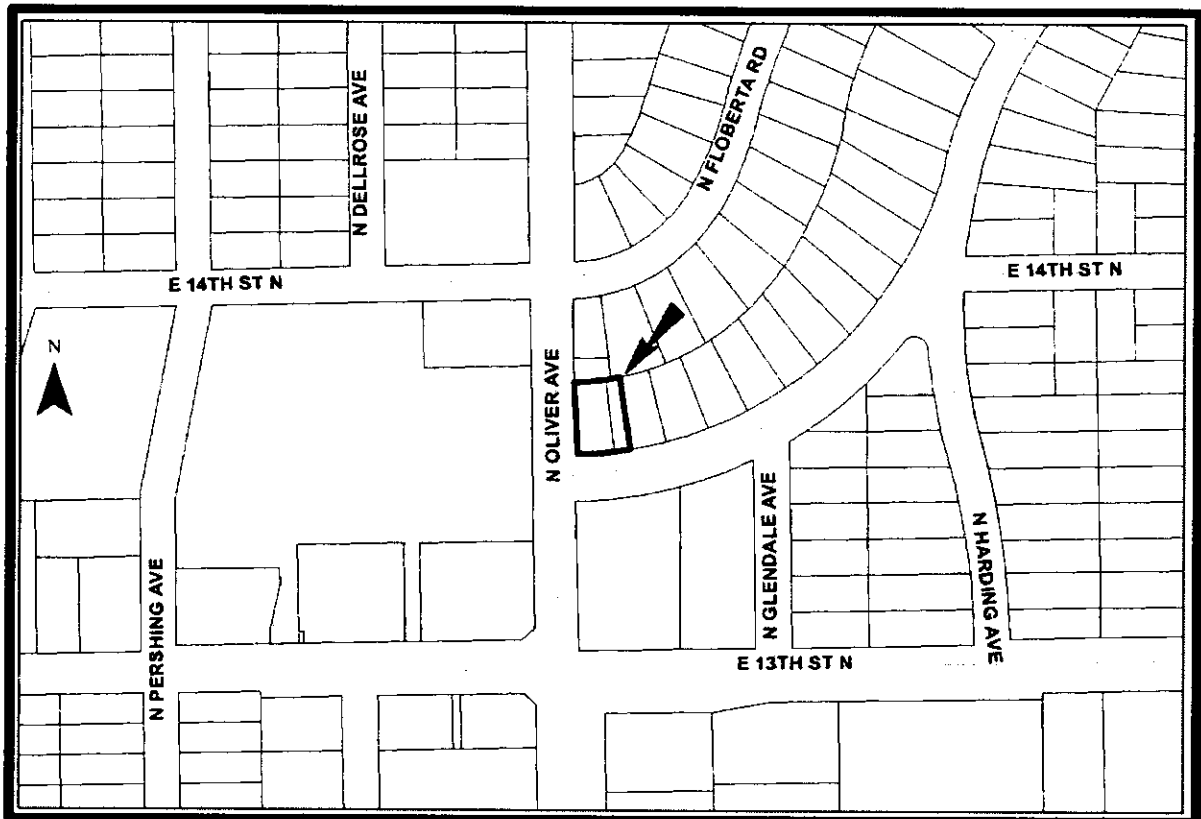 N DELLROSE AVE
N FLOBERTA RD
E 14TH ST N
E 14TH ST N
N
N OLIVER AVE
N PERSHING AVE
N GLENDALE AVE
N HARDING AVE
E 13TH ST N